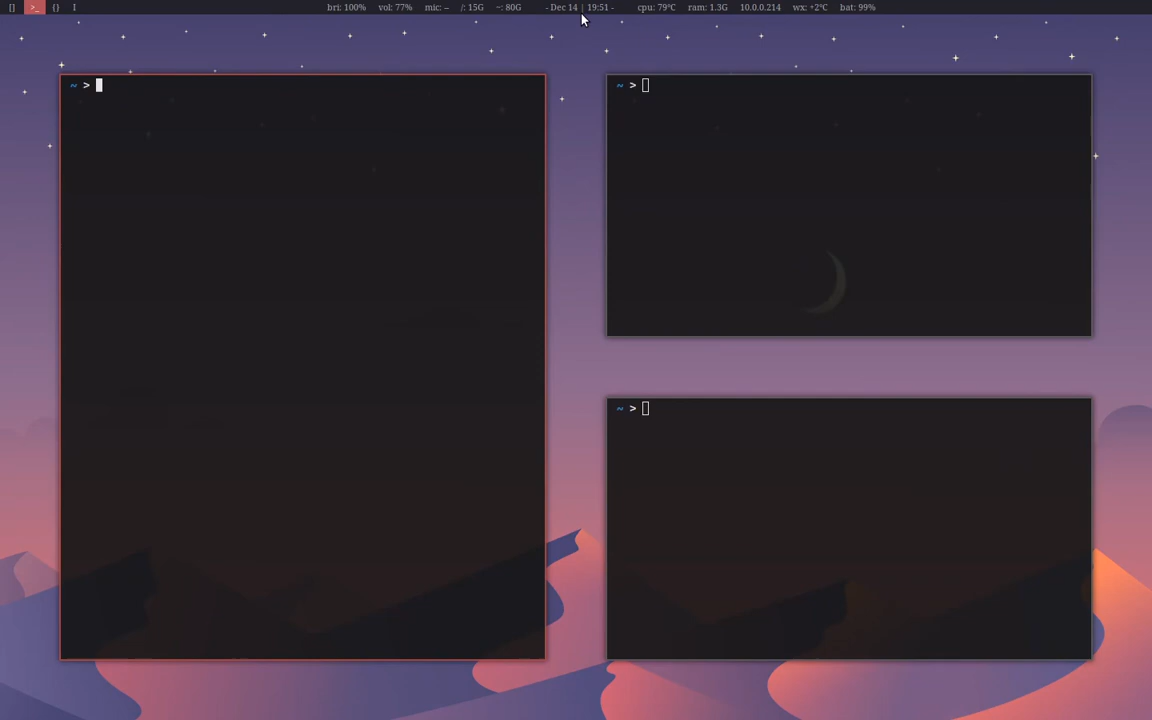 [] >_ {} I bri: 100% vol: 77% mic: -- /: 15G ~: 80G - Dec 14 | 19:51 - cpu: 79°C ram: 1.3G 10.0.0.214 wx: +2°C bat: 99%
~ >
~ >
~ >